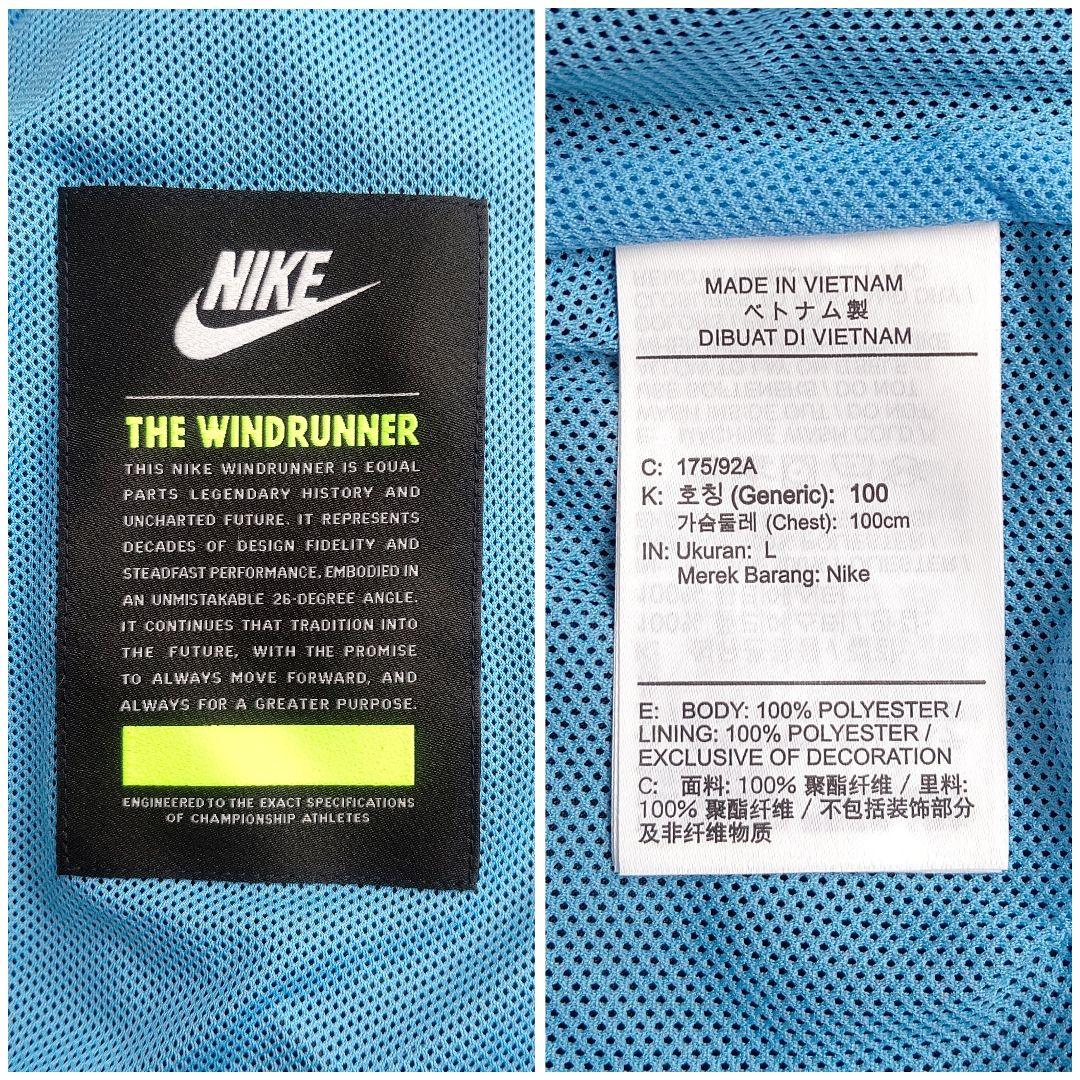 NIKE
THE WINDRUNNER
THIS NIKE WINDRUNNER IS EQUAL
PARTS LEGENDARY HISTORY AND
UNCHARTED FUTURE. IT REPRESENTS
DECADES OF DESIGN FIDELITY AND
STEADFAST PERFORMANCE, EMBODIED IN
AN UNMISTAKABLE 26-DEGREE ANGLE.
IT CONTINUES THAT TRADITION INTO
THE FUTURE, WITH THE PROMISE
TO ALWAYS MOVE FORWARD, AND
ALWAYS FOR A GREATER PURPOSE.
ENGINEERED TO THE EXACT SPECIFICATIONS
OF CHAMPIONSHIP ATHLETES
MADE IN VIETNAM
ベトナム製
DIBUAT DI VIETNAM
C: 175/92A
K: 호칭 (Generic): 100
가슴둘레 (Chest): 100cm
IN: Ukuran: L
Merek Barang: Nike
E: BODY: 100% POLYESTER /
LINING: 100% POLYESTER /
EXCLUSIVE OF DECORATION
C: 面料: 100% 聚酯纤维 / 里料:
100% 聚酯纤维 / 不包括装饰部分
及非纤维物质